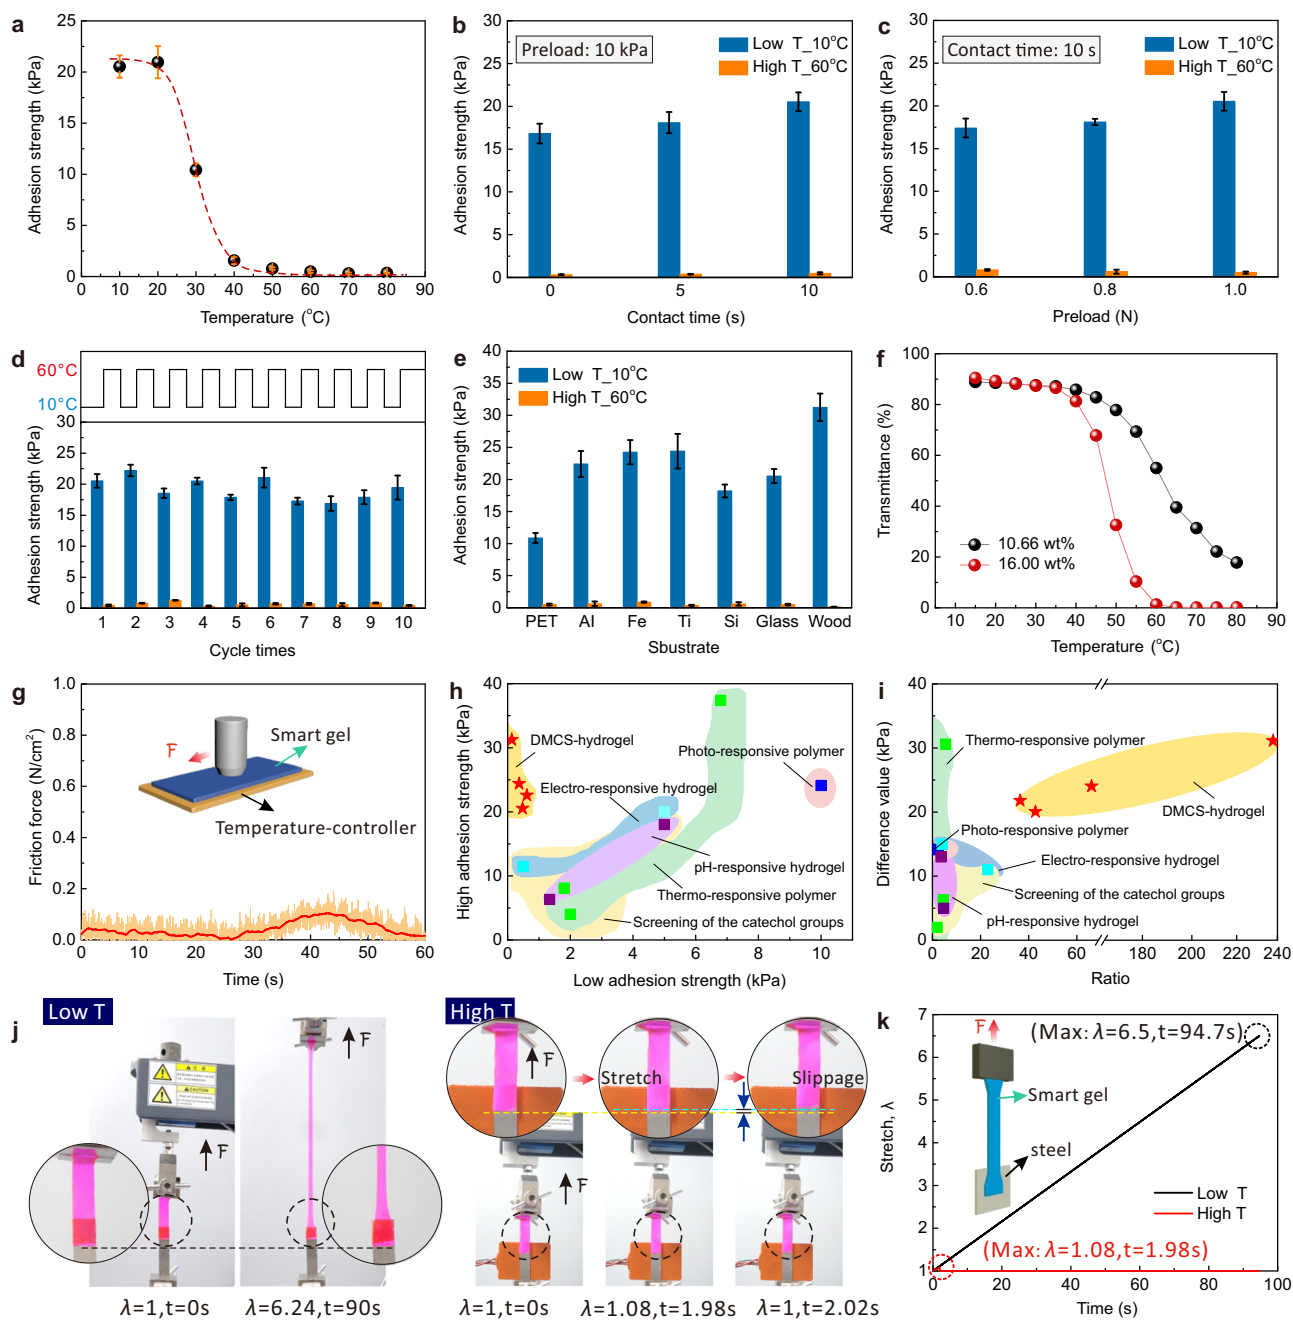 a
Adhesion strength (kPa)
25
20
15
10
5
0
0 10 20 30 40 50 60 70 80 90
Temperature (°C)
b
Preload: 10 kPa
Low T_10°C
High T_60°C
Adhesion strength (kPa)
30
25
20
15
10
5
0
0 5 10
Contact time (s)
c
Contact time: 10 s
Low T_10°C
High T_60°C
Adhesion strength (kPa)
30
25
20
15
10
5
0
0.6 0.8 1.0
Preload (N)
d
60°C
10°C
Adhesion strength (kPa)
30
25
20
15
10
5
0
1 2 3 4 5 6 7 8 9 10
Cycle times
e
Low T_10°C
High T_60°C
Adhesion strength (kPa)
40
35
30
25
20
15
10
5
0
PET Al Fe Ti Si Glass Wood
Sbustrate
f
Transmittance (%)
100
80
60
40
20
0
10.66 wt%
16.00 wt%
10 20 30 40 50 60 70 80 90
Temperature (°C)
g
Friction force (N/cm²)
1.0
0.8
0.6
0.4
0.2
0.0
F
Smart gel
Temperature-controller
0 10 20 30 40 50 60
Time (s)
h
High adhesion strength (kPa)
40
30
20
10
0
DMCS-hydrogel
Photo-responsive polymer
Electro-responsive hydrogel
pH-responsive hydrogel
Thermo-responsive polymer
Screening of the catechol groups
0 2 4 6 8 10
Low adhesion strength (kPa)
i
Difference value (kPa)
40
30
20
10
0
Thermo-responsive polymer
DMCS-hydrogel
Photo-responsive polymer
Electro-responsive hydrogel
Screening of the catechol groups
pH-responsive hydrogel
0 20 40 60 200 220 240
Ratio
j
Low T
F
F
λ=1,t=0s
λ=6.24,t=90s
High T
F
Stretch
Slippage
F
λ=1,t=0s
λ=1.08,t=1.98s
λ=1,t=2.02s
k
Stretch, λ
7
6
5
4
3
2
1
F
(Max: λ=6.5,t=94.7s)
Smart gel
steel
Low T
High T
(Max: λ=1.08,t=1.98s)
0 20 40 60 80 100
Time (s)